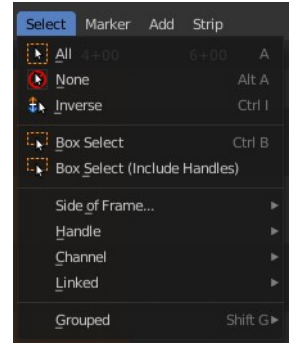 Select Marker Add Strip
All 4+00 6+00 A
None Alt A
Inverse Ctrl I
Box Select Ctrl B
Box Select (Include Handles)
Side of Frame...
Handle
Channel
Linked
Grouped Shift G